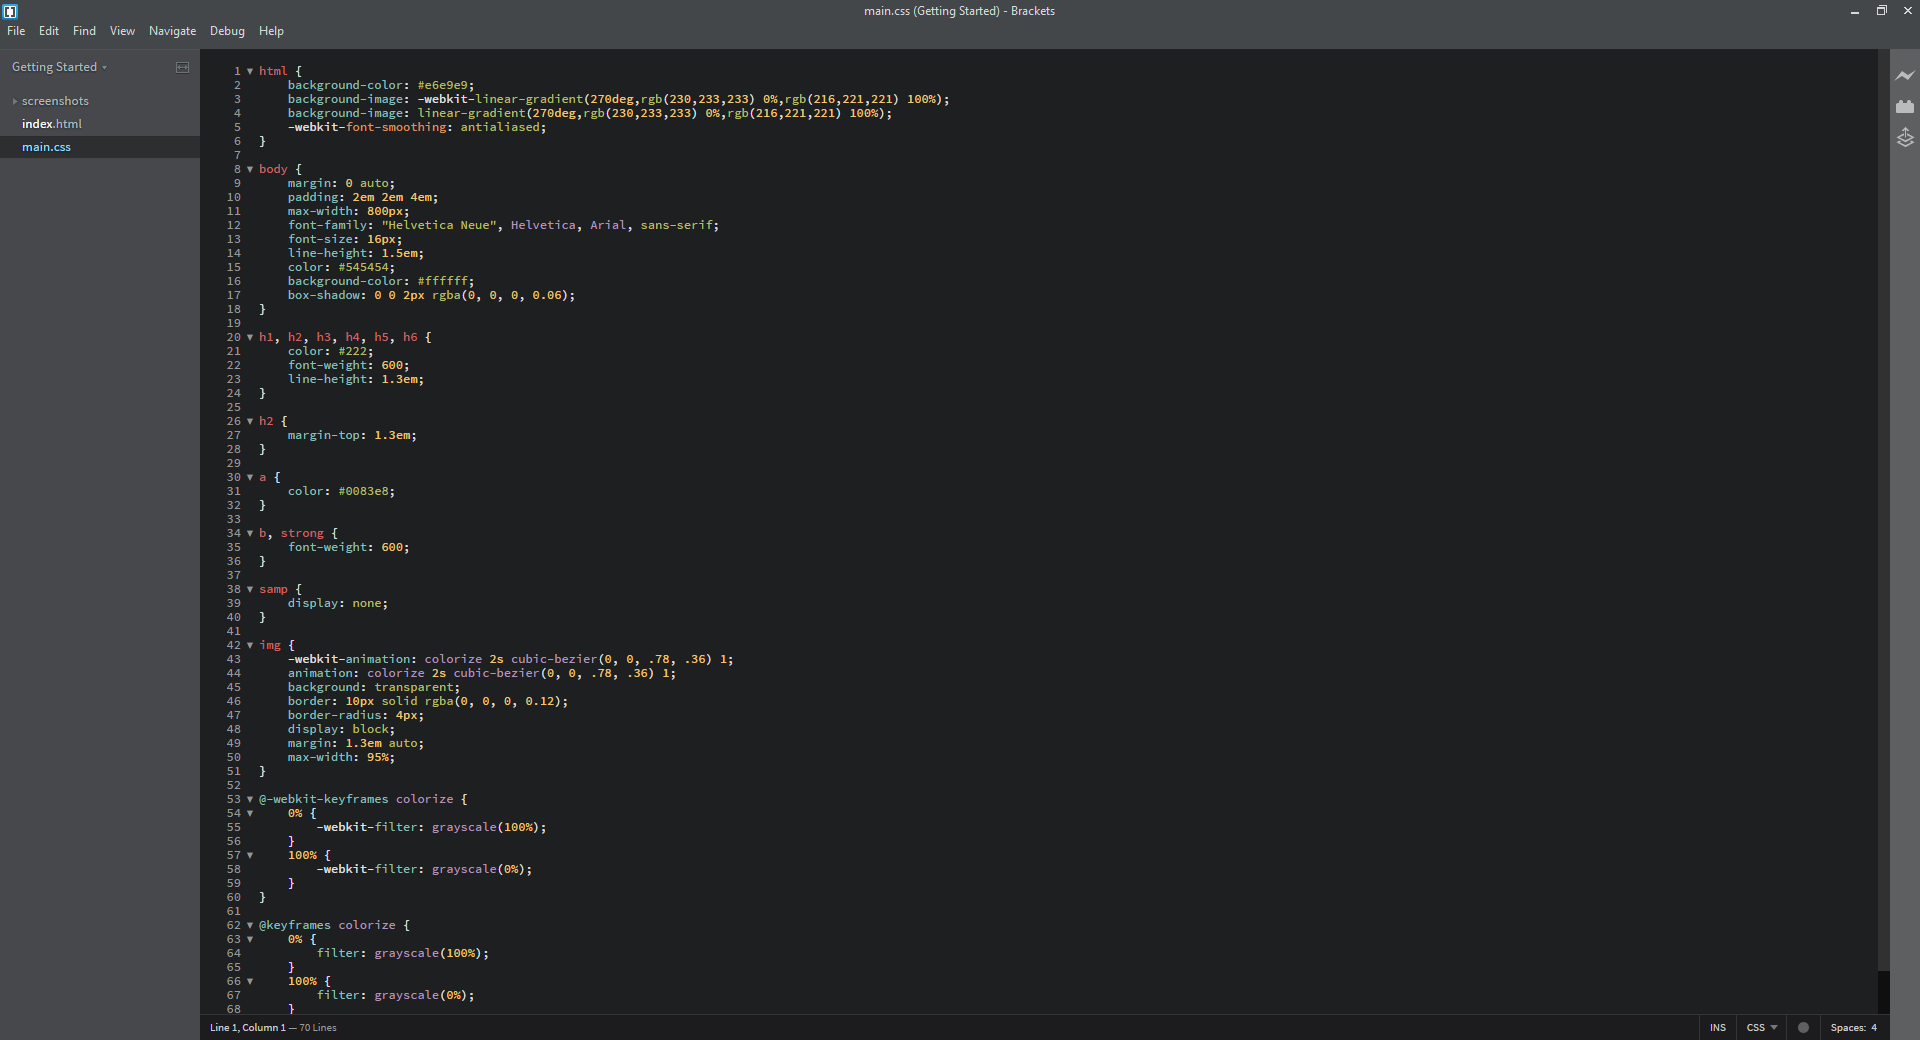 main.css (Getting Started) - Brackets
File Edit Find View Navigate Debug Help
Getting Started
screenshots
index.html
main.css
1 html {
2     background-color: #e6e9e9;
3     background-image: -webkit-linear-gradient(270deg,rgb(230,233,233) 0%,rgb(216,221,221) 100%);
4     background-image: linear-gradient(270deg,rgb(230,233,233) 0%,rgb(216,221,221) 100%);
5     -webkit-font-smoothing: antialiased;
6 }
7
8 body {
9     margin: 0 auto;
10     padding: 2em 2em 4em;
11     max-width: 800px;
12     font-family: "Helvetica Neue", Helvetica, Arial, sans-serif;
13     font-size: 16px;
14     line-height: 1.5em;
15     color: #545454;
16     background-color: #ffffff;
17     box-shadow: 0 0 2px rgba(0, 0, 0, 0.06);
18 }
19
20 h1, h2, h3, h4, h5, h6 {
21     color: #222;
22     font-weight: 600;
23     line-height: 1.3em;
24 }
25
26 h2 {
27     margin-top: 1.3em;
28 }
29
30 a {
31     color: #0083e8;
32 }
33
34 b, strong {
35     font-weight: 600;
36 }
37
38 samp {
39     display: none;
40 }
41
42 img {
43     -webkit-animation: colorize 2s cubic-bezier(0, 0, .78, .36) 1;
44     animation: colorize 2s cubic-bezier(0, 0, .78, .36) 1;
45     background: transparent;
46     border: 10px solid rgba(0, 0, 0, 0.12);
47     border-radius: 4px;
48     display: block;
49     margin: 1.3em auto;
50     max-width: 95%;
51 }
52
53 @-webkit-keyframes colorize {
54     0% {
55         -webkit-filter: grayscale(100%);
56     }
57     100% {
58         -webkit-filter: grayscale(0%);
59     }
60 }
61
62 @keyframes colorize {
63     0% {
64         filter: grayscale(100%);
65     }
66     100% {
67         filter: grayscale(0%);
68     }
Line 1, Column 1 — 70 Lines
INS CSS Spaces: 4